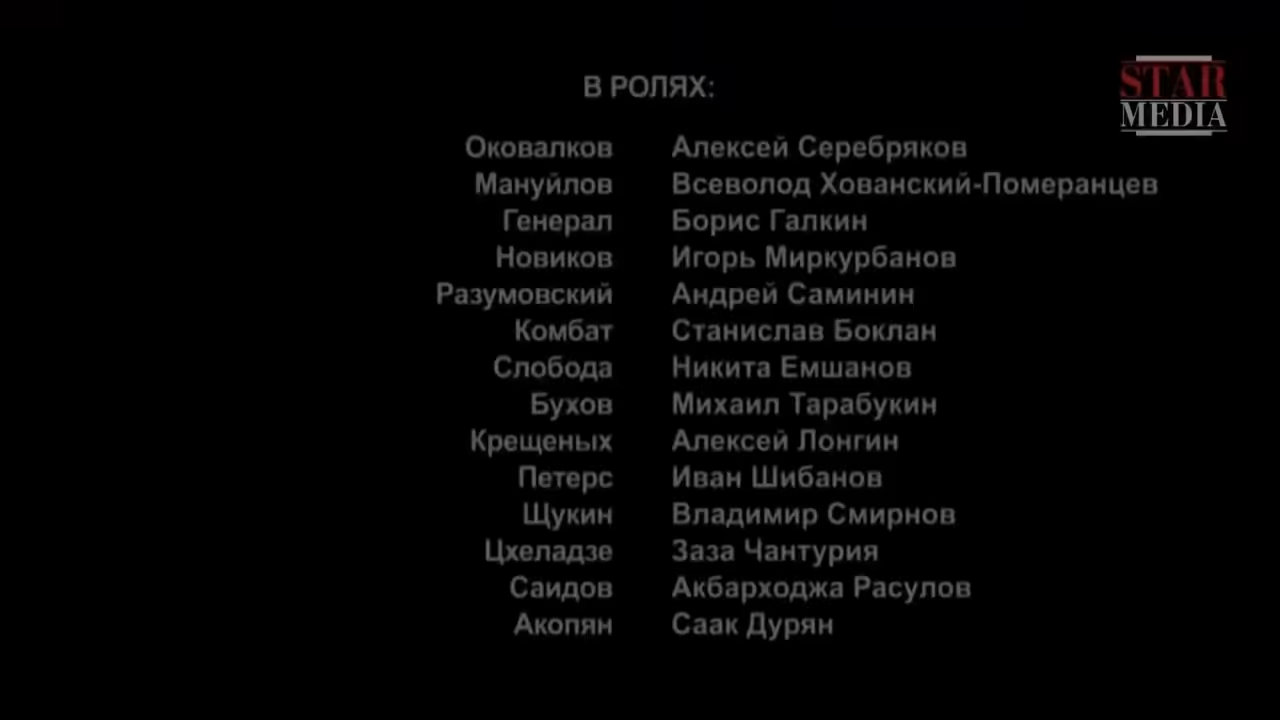 STAR
MEDIA
В РОЛЯХ:
Оковалков Алексей Серебряков
Мануйлов Всеволод Хованский-Померанцев
Генерал Борис Галкин
Новиков Игорь Миркурбанов
Разумовский Андрей Саминин
Комбат Станислав Боклан
Слобода Никита Емшанов
Бухов Михаил Тарабукин
Крещеных Алексей Лонгин
Петерс Иван Шибанов
Щукин Владимир Смирнов
Цхеладзе Заза Чантурия
Саидов Акбарходжа Расулов
Акопян Саак Дурян